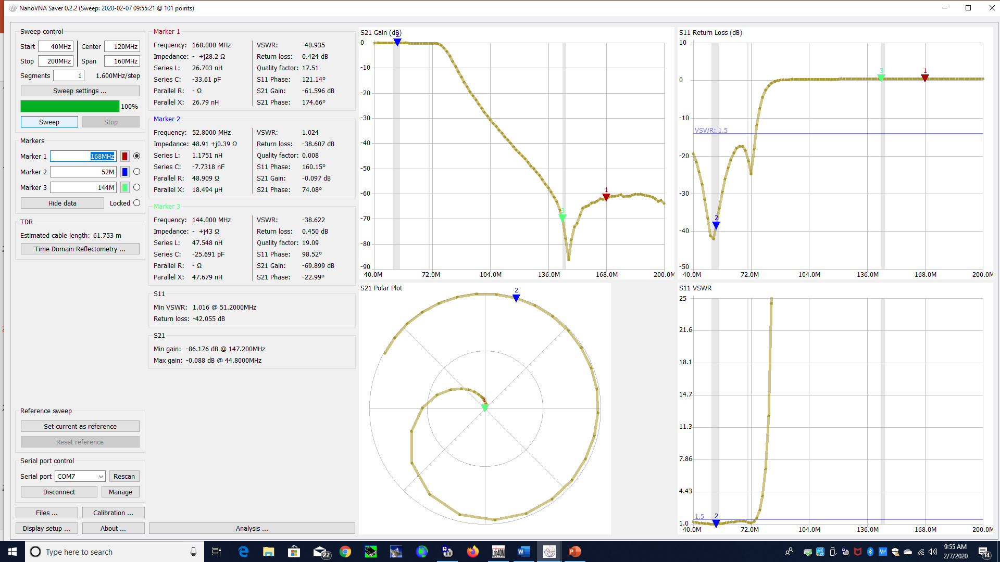 NanoVNA Saver 0.2.2 (Sweep: 2020-02-07 09:55:21 @ 101 points)
Sweep control
Start 40MHz Center 120MHz
Stop 200MHz Span 160MHz
Segments 1 1.600MHz/step
Sweep settings ...
100%
Sweep Stop
Markers
Marker 1 168MHz
Marker 2 52M
Marker 3 144M
Hide data Locked
TDR
Estimated cable length: 61.753 m
Time Domain Reflectometry ...
Reference sweep
Set current as reference
Reset reference
Serial port control
Serial port COM7 Rescan
Disconnect Manage
Files ... Calibration ...
Display setup ... About ...
Marker 1
Frequency: 168.000 MHz VSWR: -40.935
Impedance: - +j28.2 Ω Return loss: 0.424 dB
Series L: 26.703 nH Quality factor: 17.51
Series C: -33.61 pF S11 Phase: 121.14°
Parallel R: - Ω S21 Gain: -61.596 dB
Parallel X: 26.79 nH S21 Phase: 174.66°
Marker 2
Frequency: 52.8000 MHz VSWR: 1.024
Impedance: 48.91 +j0.39 Ω Return loss: -38.607 dB
Series L: 1.1751 nH Quality factor: 0.008
Series C: -7.7318 nF S11 Phase: 160.15°
Parallel R: 48.909 Ω S21 Gain: -0.097 dB
Parallel X: 18.494 µH S21 Phase: 74.08°
Marker 3
Frequency: 144.000 MHz VSWR: -38.622
Impedance: - +j43 Ω Return loss: 0.450 dB
Series L: 47.548 nH Quality factor: 19.09
Series C: -25.691 pF S11 Phase: 98.52°
Parallel R: - Ω S21 Gain: -69.899 dB
Parallel X: 47.679 nH S21 Phase: -22.99°
S11
Min VSWR: 1.016 @ 51.2000MHz
Return loss: -42.055 dB
S21
Min gain: -86.176 dB @ 147.200MHz
Max gain: -0.088 dB @ 44.8000MHz
Analysis ...
S21 Gain (dB)
2
0
-10
-20
-30
-40
-50
-60
1
-70
3
-80
-90
40.0M 72.0M 104.0M 136.0M 168.0M 200.0M
S11 Return Loss (dB)
10
3 1
0
-10
VSWR: 1.5
-20
-30
2
-40
-50
40.0M 72.0M 104.0M 136.0M 168.0M 200.0M
S21 Polar Plot
2
S11 VSWR
25
21.6
18.1
14.7
11.3
7.86
4.43
1.5 2
1.0
40.0M 72.0M 104.0M 136.0M 168.0M 200.0M
Type here to search
22
9:55 AM
2/7/2020
14